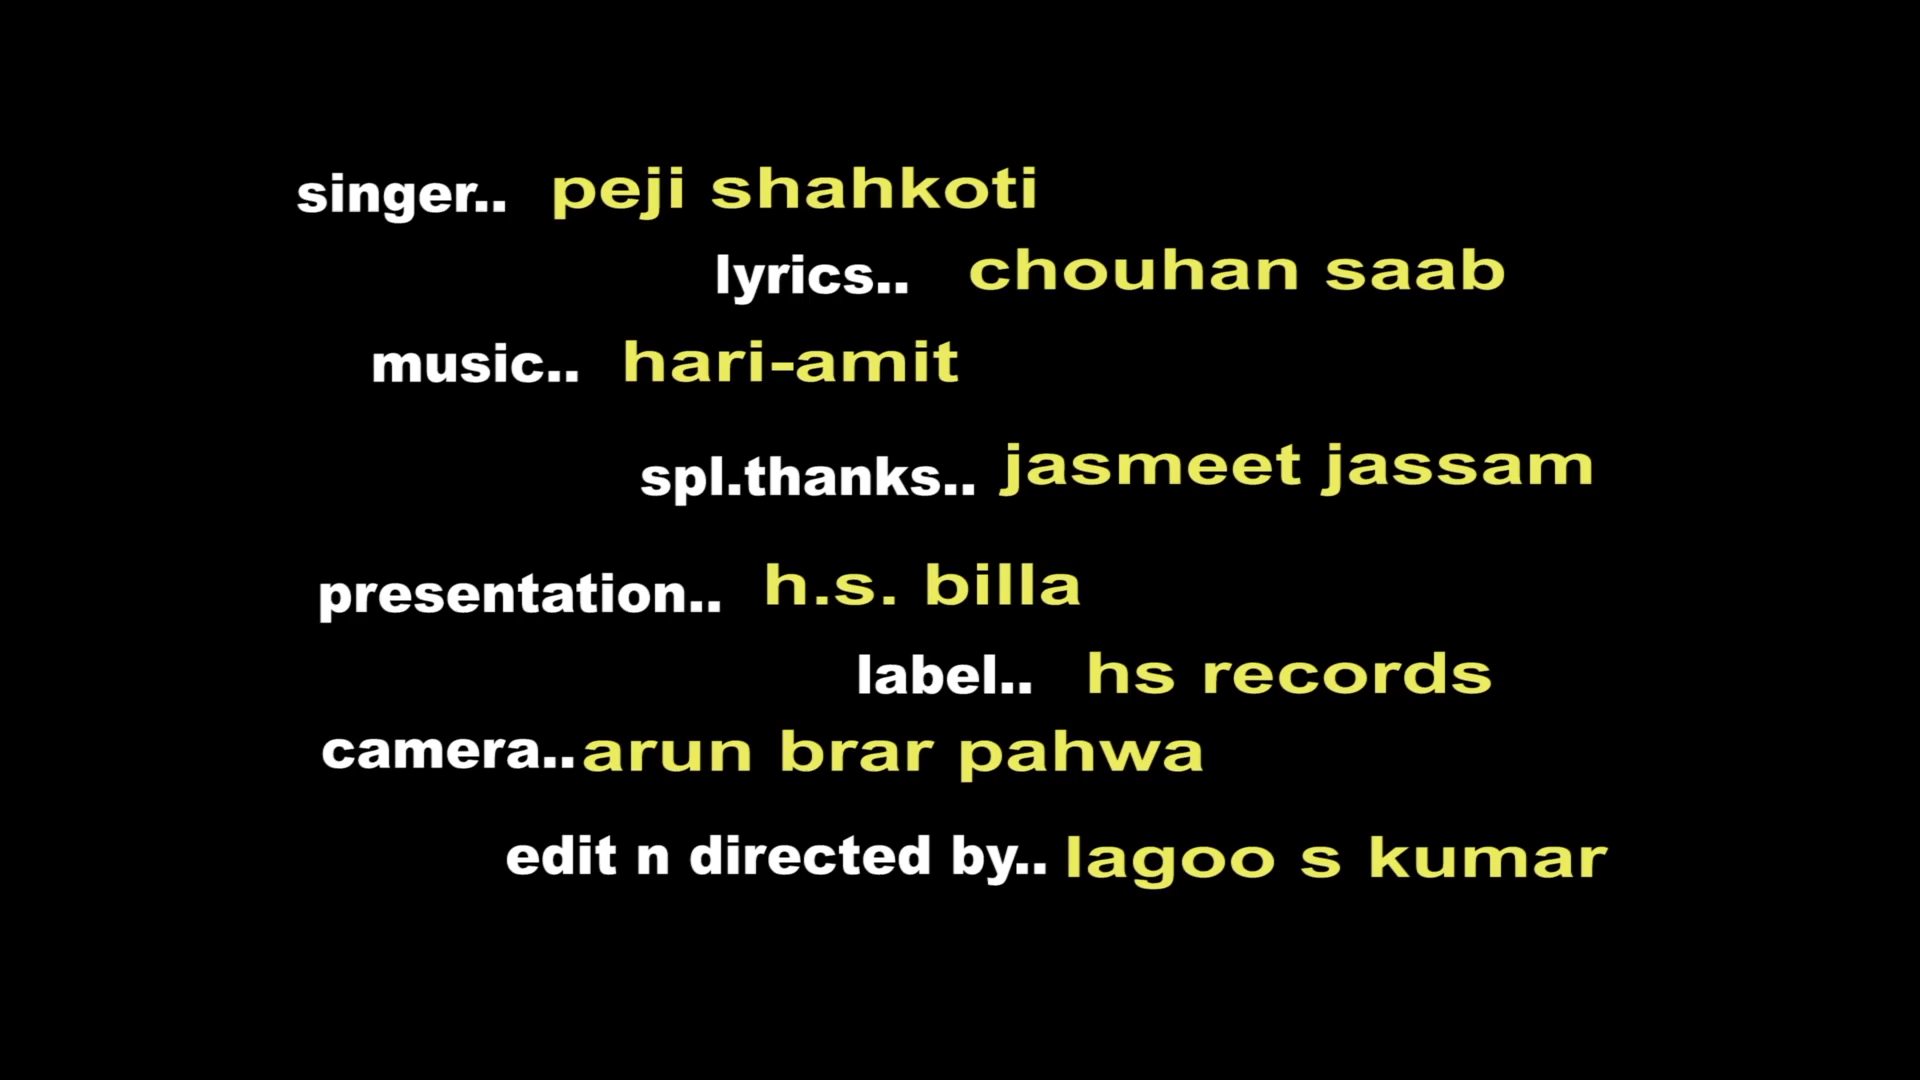 singer.. peji shahkoti
lyrics.. chouhan saab
music.. hari-amit
spl.thanks.. jasmeet jassam
presentation.. h.s. billa
label.. hs records
camera.. arun brar pahwa
edit n directed by.. lagoo s kumar